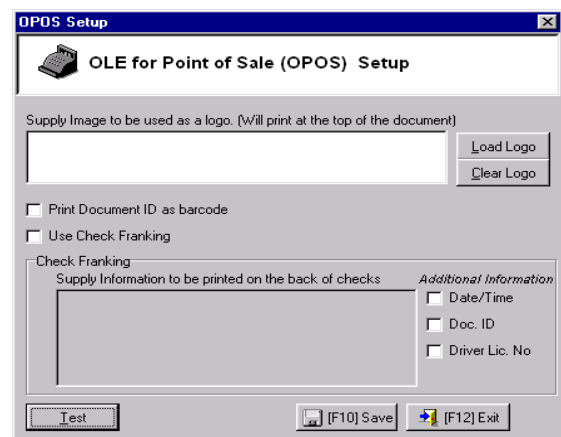 OPOS Setup
OLE for Point of Sale (OPOS) Setup
Supply Image to be used as a logo. (Will print at the top of the document)
Load Logo
Clear Logo
Print Document ID as barcode
Use Check Franking
Check Franking
Supply Information to be printed on the back of checks
Additional Information
Date/Time
Doc. ID
Driver Lic. No
Test
[F10] Save
[F12] Exit